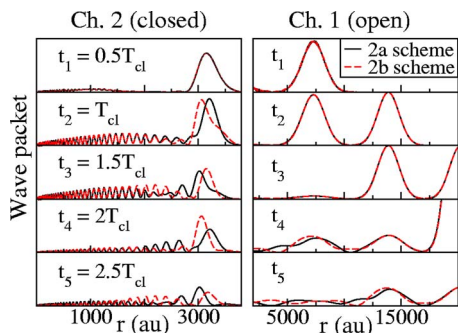 Ch. 2 (closed)
Ch. 1 (open)
t1 = 0.5Tcl
t1
2a scheme
2b scheme
t2 = Tcl
t2
t3 = 1.5Tcl
t3
t4 = 2Tcl
t4
t5 = 2.5Tcl
t5
Wave packet
1000
3000
5000
15000
r (au)
r (au)